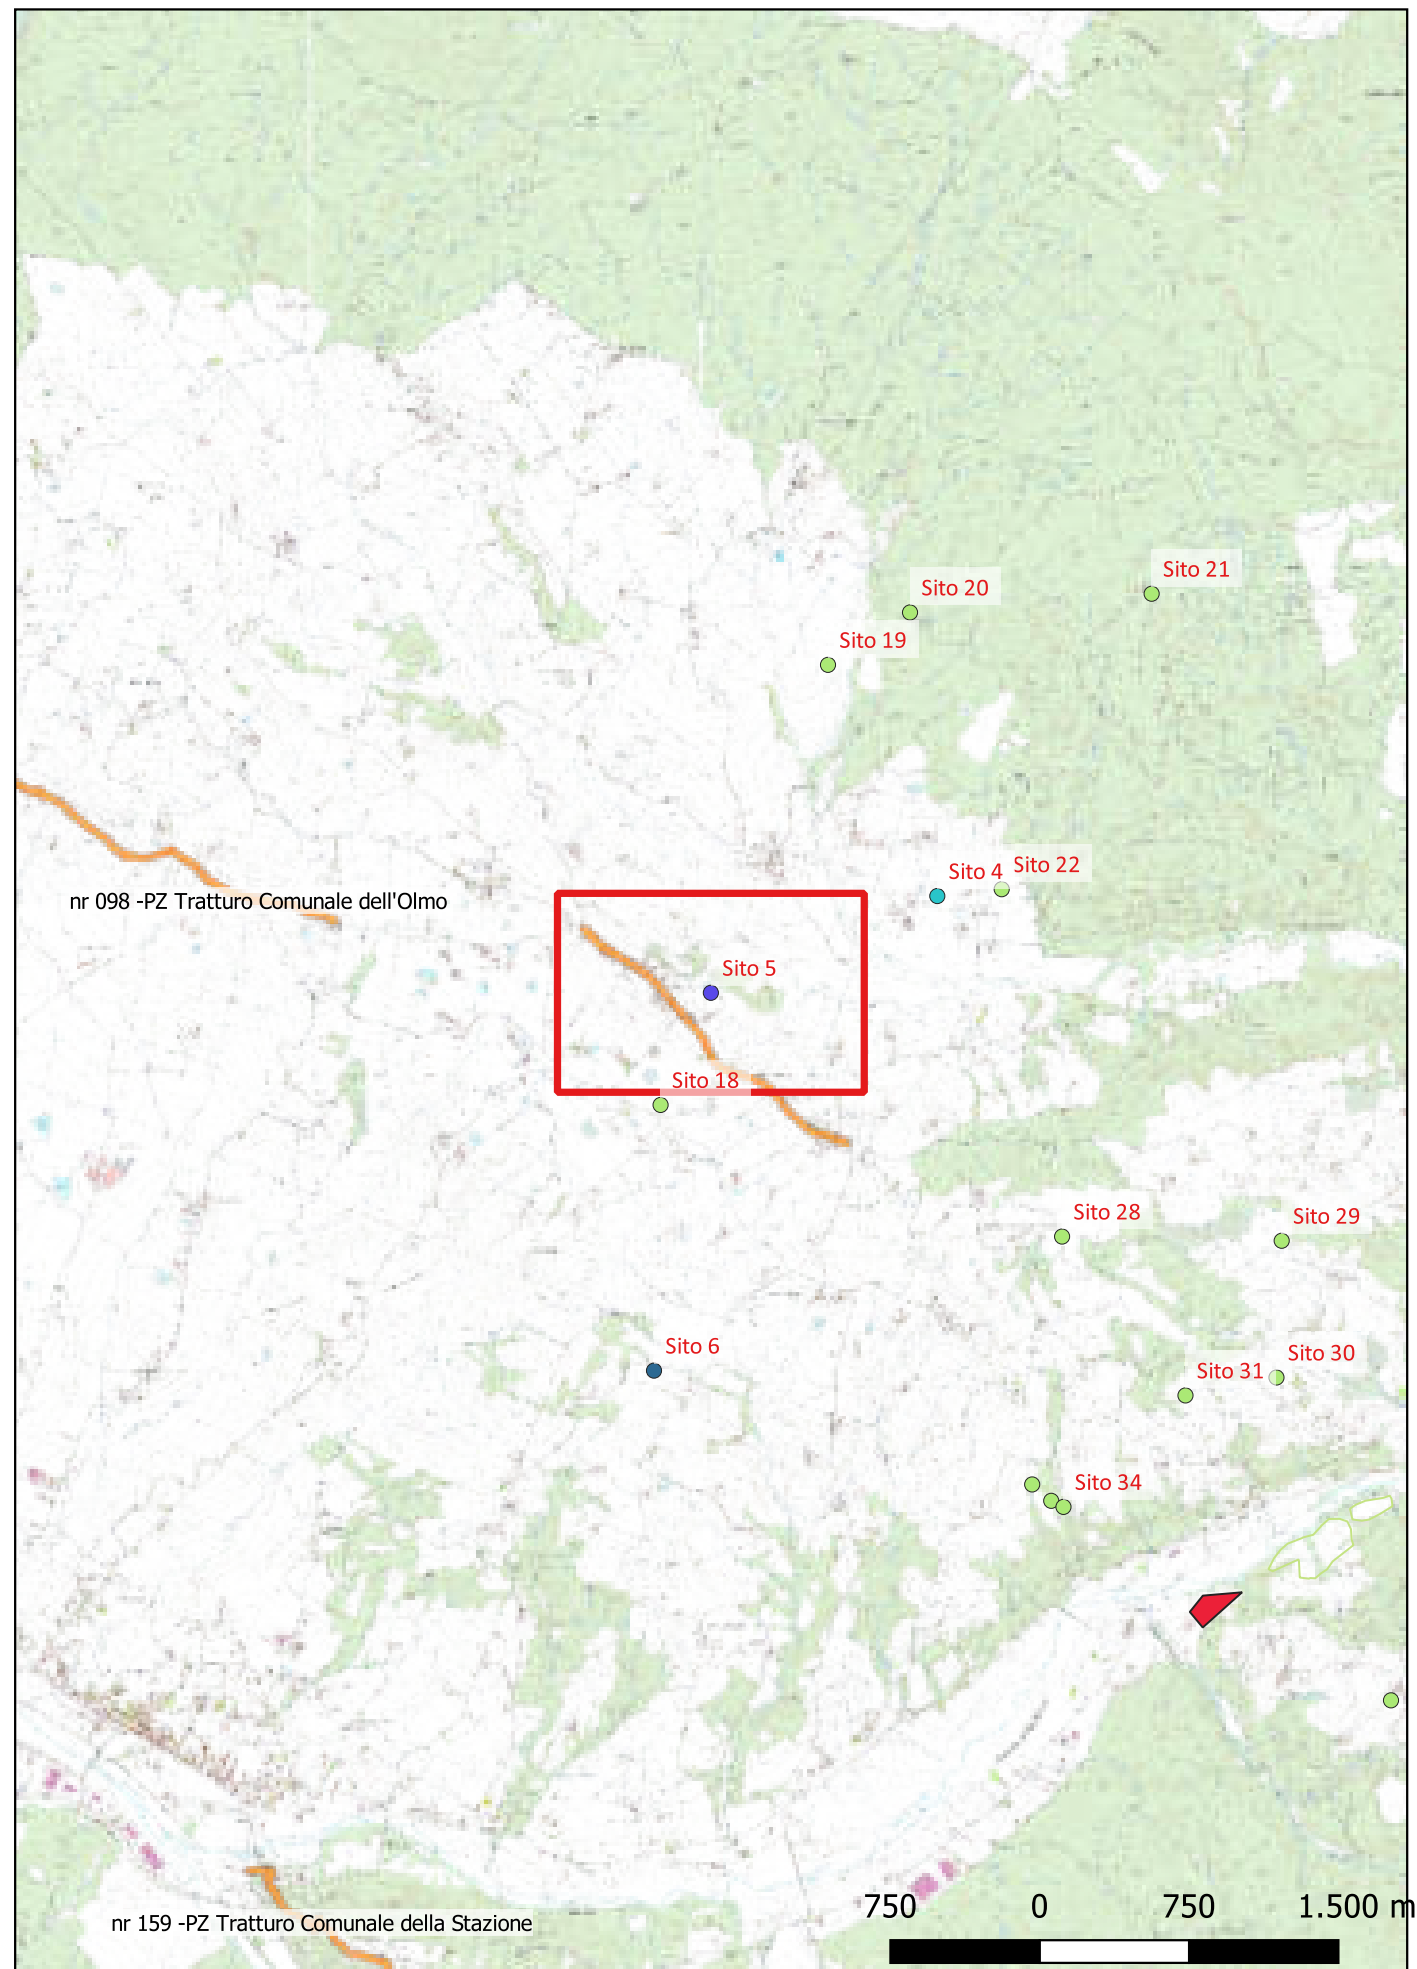 Sito 21
Sito 20
Sito 19
Sito 22
Sito 4
nr 098 -PZ Tratturo Comunale dell'Olmo
Sito 5
Sito 18
Sito 28
Sito 29
Sito 6
Sito 30
Sito 31
Sito 34
750 0 750 1.500 m
nr 159 -PZ Tratturo Comunale della Stazione